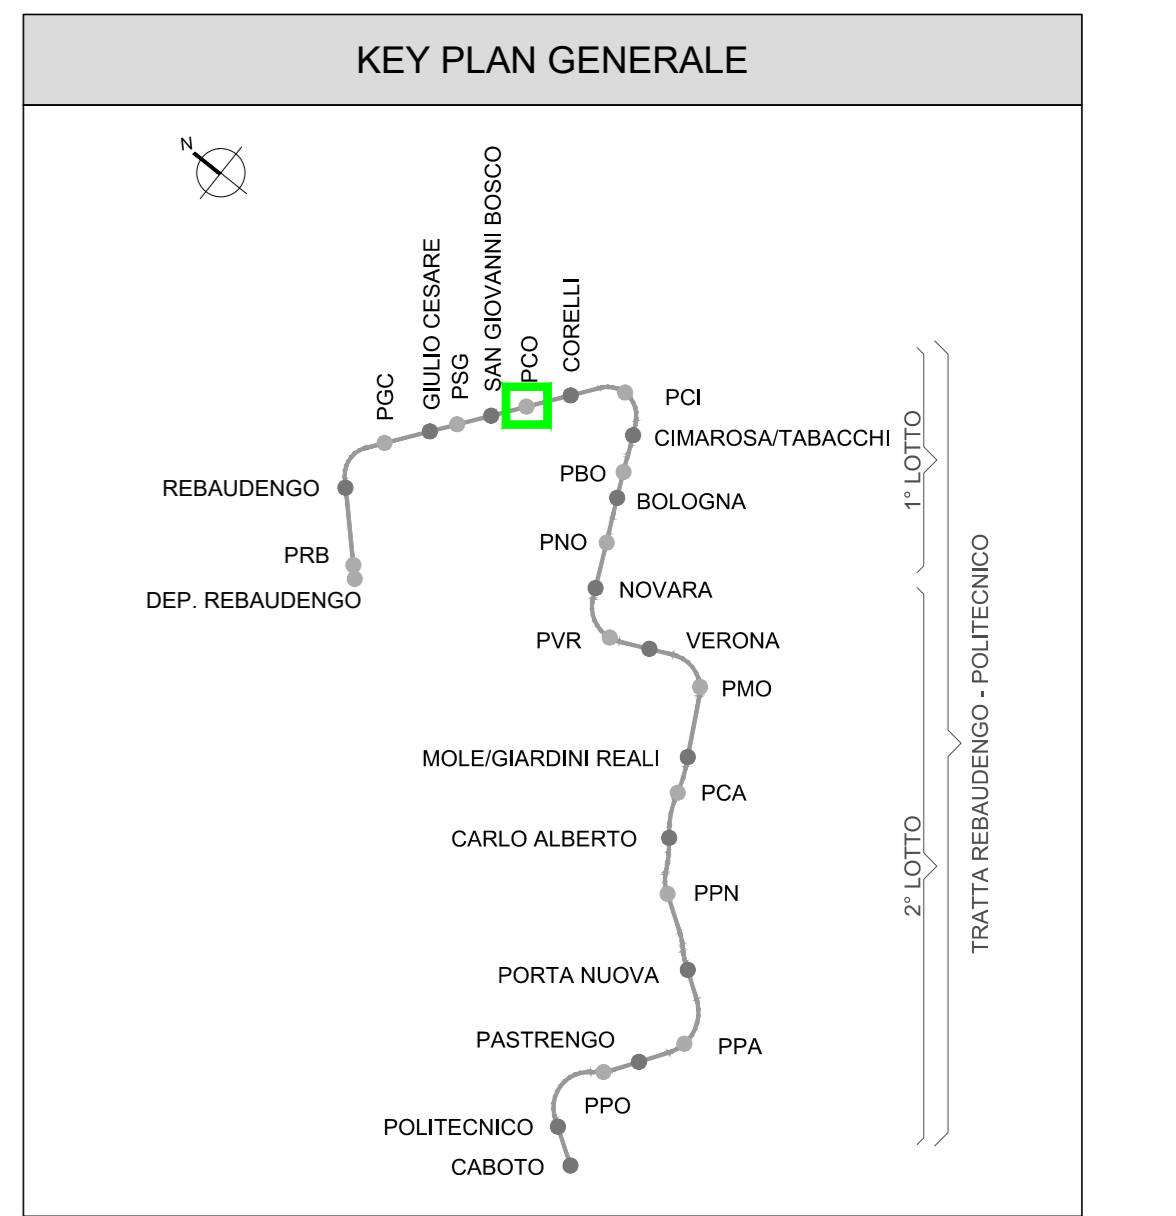 KEY PLAN GENERALE
N
PGC
GIULIO CESARE
PSG
SAN GIOVANNI BOSCO
PCO
CORELLI
PCI
CIMAROSA/TABACCHI
PBO
BOLOGNA
PNO
NOVARA
REBAUDENGO
PRB
DEP. REBAUDENGO
PVR
VERONA
PMO
MOLE/GIARDINI REALI
PCA
CARLO ALBERTO
PPN
PORTA NUOVA
PASTRENGO
PPA
PPO
POLITECNICO
CABOTO
1° LOTTO
2° LOTTO
TRATTA REBAUDENGO - POLITECNICO